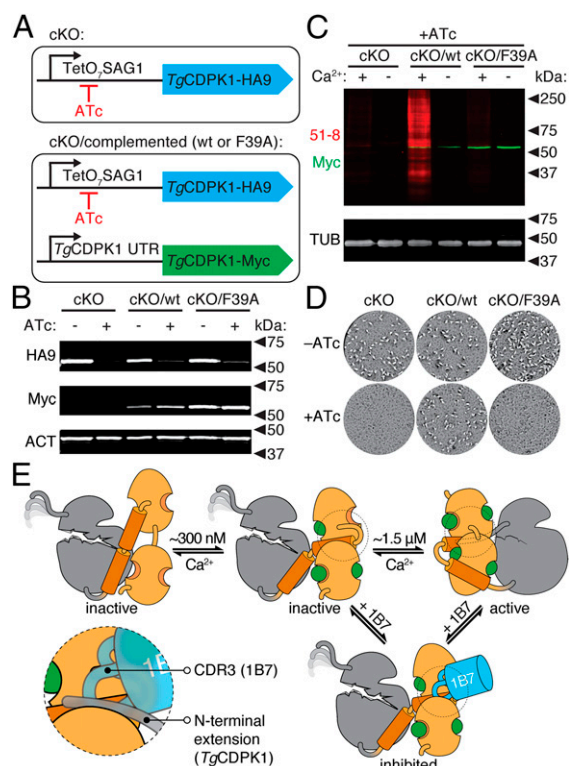 A
cKO:
TetO7SAG1
TgCDPK1-HA9
ATc
cKO/complemented (wt or F39A):
TetO7SAG1
TgCDPK1-HA9
ATc
TgCDPK1 UTR
TgCDPK1-Myc
B
cKO cKO/wt cKO/F39A
ATc: - + - + - + kDa:
HA9
75
50
Myc
75
50
ACT
50
37
C
+ATc
cKO cKO/wt cKO/F39A
Ca2+: + - + - + - kDa:
250
51-8
Myc
75
50
37
TUB
75
50
37
D
cKO cKO/wt cKO/F39A
–ATc
+ATc
E
~300 nM
Ca2+
~1.5 µM
Ca2+
inactive
inactive
active
+ 1B7
+ 1B7
1B
CDR3 (1B7)
N-terminal
extension
(TgCDPK1)
1B7
inhibited